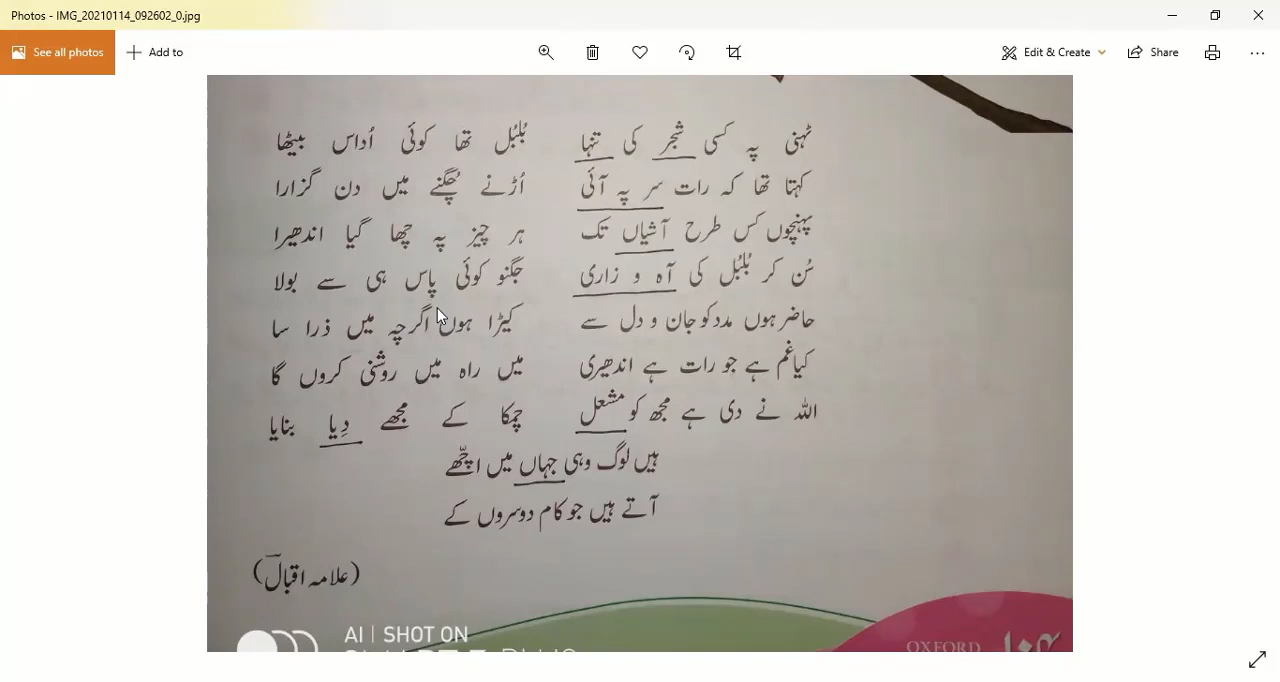 Photos - IMG_20210114_092602_0.jpg
See all photos
Add to
Edit & Create
Share
ٹہنی پہ کسی شجر کی تنہا بُلبُل تھا کوئی اُداس بیٹھا
کہتا تھا کہ رات سر پہ آئی اُڑنے چُگنے میں دن گزارا
پہنچوں کس طرح آشیاں تک ہر چیز پہ چھا گیا اندھیرا
سُن کر بُلبُل کی آہ و زاری جگنو کوئی پاس ہی سے بولا
حاضر ہوں مدد کو جان و دل سے کیڑا ہوں اگرچہ میں ذرا سا
کیا غم ہے جو رات ہے اندھیری میں راہ میں روشنی کروں گا
اللہ نے دی ہے مجھ کو مشعل چمکا کے مجھے دِیا بنایا
ہیں لوگ وہی جہاں میں اچّھے
آتے ہیں جو کام دوسروں کے
(علامہ اقبالؔ)
AI | SHOT ON
OXFORD ۱۰۴